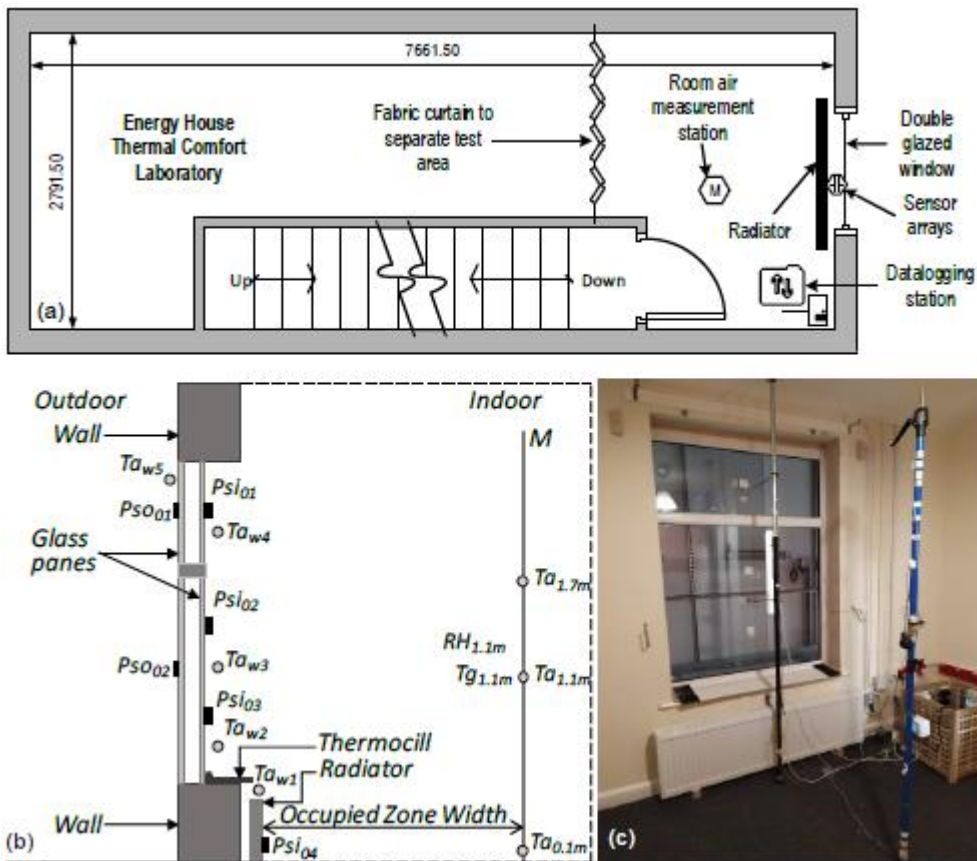 7661.50
2791.50
Energy House
Thermal Comfort
Laboratory
Fabric curtain to
separate test
area
Room air
measurement
station
M
Double
glazed
window
Radiator
Sensor
arrays
Up
Down
Datalogging
station
(a)
Outdoor
Wall
Indoor
M
Taw5
Psi01
Pso01
Taw4
Glass
panes
Psi02
Ta1.7m
RH1.1m
Pso02
Taw3
Tg1.1m
Ta1.1m
Psi03
Taw2
Thermocill
Taw1
Radiator
Occupied Zone Width
Wall
Psi04
Ta0.1m
(b)
(c)